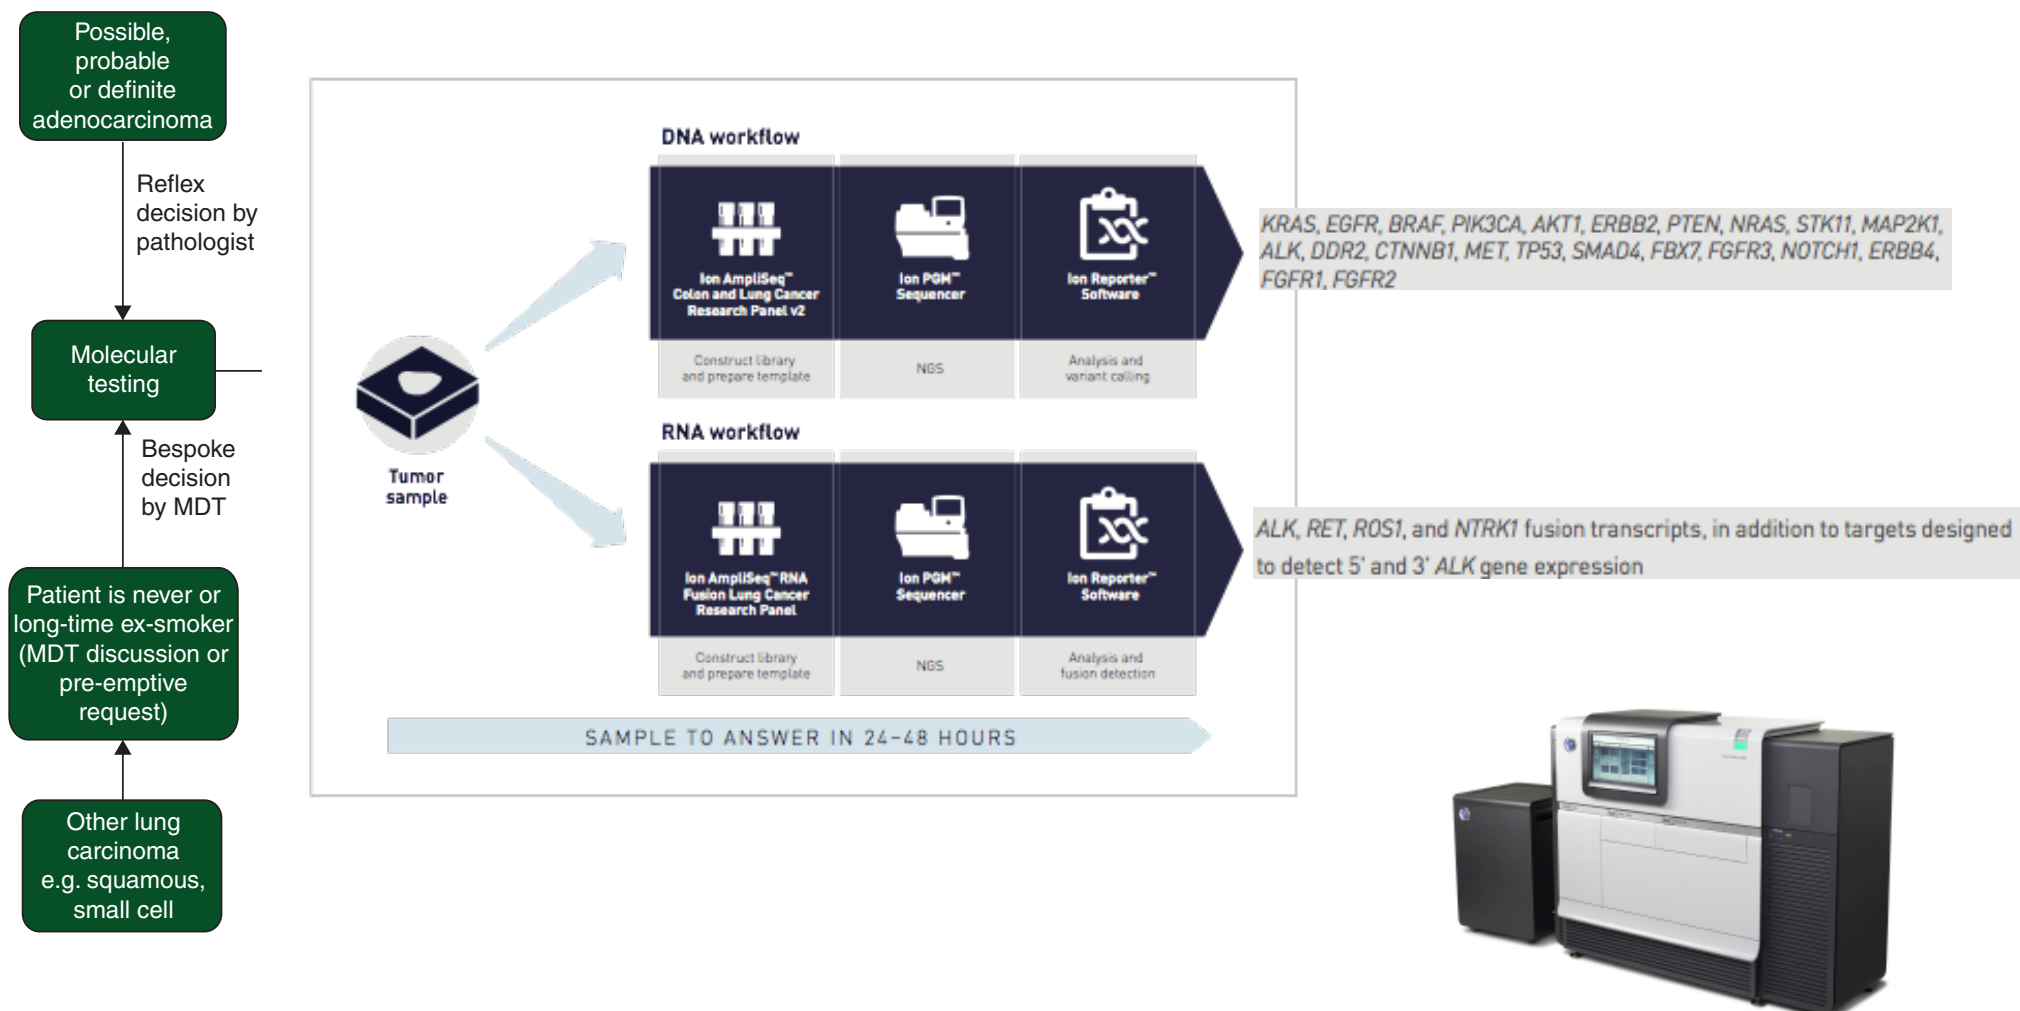 Possible,
probable
or definite
adenocarcinoma
Reflex
decision by
pathologist
Molecular
testing
Bespoke
decision
by MDT
Patient is never or
long-time ex-smoker
(MDT discussion or
pre-emptive
request)
Other lung
carcinoma
e.g. squamous,
small cell
Tumor
sample
DNA workflow
Ion AmpliSeq™
Colon and Lung Cancer
Research Panel v2
Ion PGM™
Sequencer
Ion Reporter™
Software
Construct library
and prepare template
NGS
Analysis and
variant calling
KRAS, EGFR, BRAF, PIK3CA, AKT1, ERBB2, PTEN, NRAS, STK11, MAP2K1,
ALK, DDR2, CTNNB1, MET, TP53, SMAD4, FBX7, FGFR3, NOTCH1, ERBB4,
FGFR1, FGFR2
RNA workflow
Ion AmpliSeq™ RNA
Fusion Lung Cancer
Research Panel
Ion PGM™
Sequencer
Ion Reporter™
Software
Construct library
and prepare template
NGS
Analysis and
fusion detection
ALK, RET, ROS1, and NTRK1 fusion transcripts, in addition to targets designed
to detect 5' and 3' ALK gene expression
SAMPLE TO ANSWER IN 24–48 HOURS